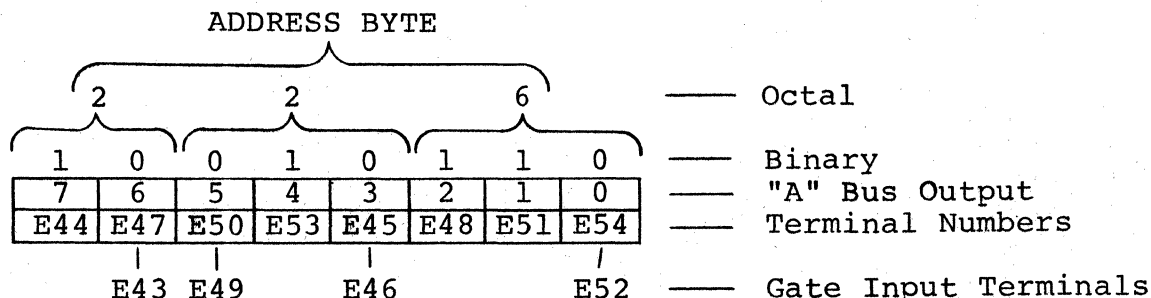 ADDRESS BYTE
2 2 6 Octal
1 0 0 1 0 1 1 0 Binary
7 6 5 4 3 2 1 0 "A" Bus Output
E44 E47 E50 E53 E45 E48 E51 E54 Terminal Numbers
E43 E49 E46 E52 Gate Input Terminals